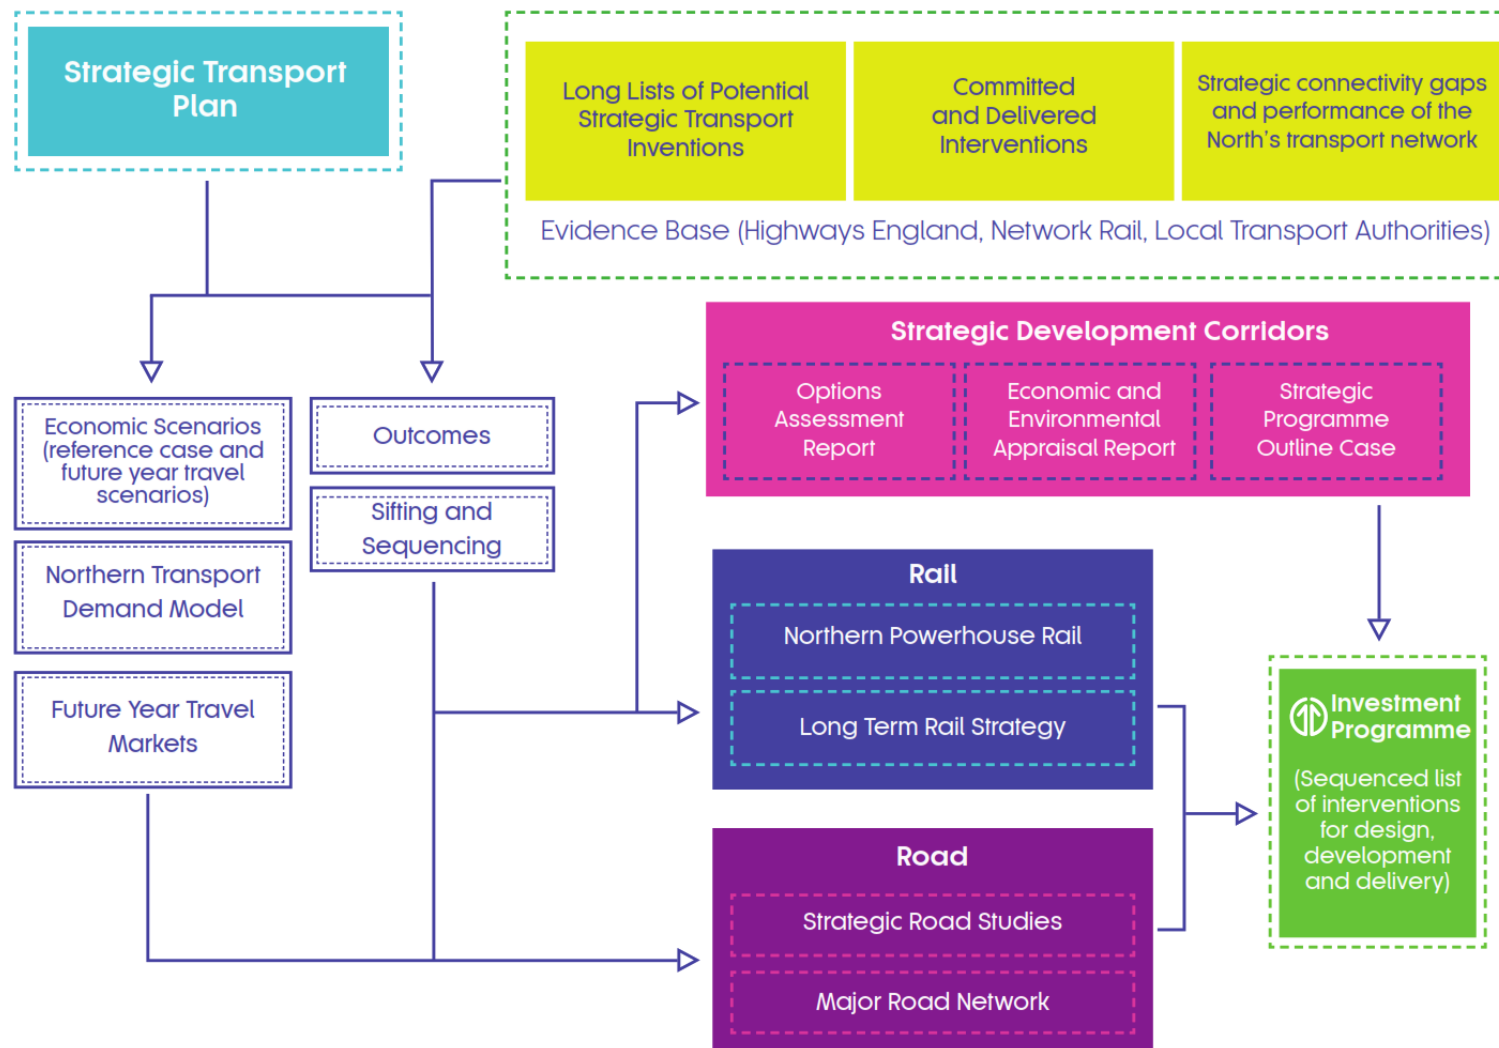 Strategic Transport
Plan
Long Lists of Potential
Strategic Transport
Inventions
Committed
and Delivered
Interventions
Strategic connectivity gaps
and performance of the
North's transport network
Evidence Base (Highways England, Network Rail, Local Transport Authorities)
Economic Scenarios
(reference case and
future year travel
scenarios)
Northern Transport
Demand Model
Future Year Travel
Markets
Outcomes
Sifting and
Sequencing
Strategic Development Corridors
Options
Assessment
Report
Economic and
Environmental
Appraisal Report
Strategic
Programme
Outline Case
Rail
Northern Powerhouse Rail
Long Term Rail Strategy
Road
Strategic Road Studies
Major Road Network
Investment
Programme
(Sequenced list
of interventions
for design,
development
and delivery)